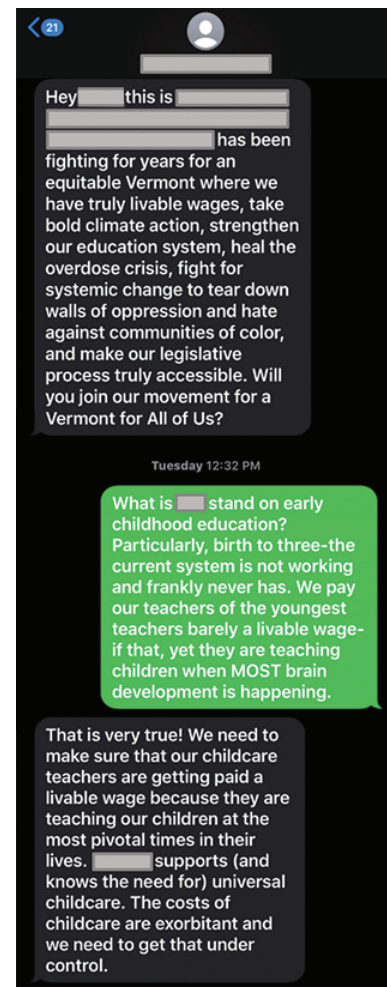 21
Hey this is
has been
fighting for years for an
equitable Vermont where we
have truly livable wages, take
bold climate action, strengthen
our education system, heal the
overdose crisis, fight for
systemic change to tear down
walls of oppression and hate
against communities of color,
and make our legislative
process truly accessible. Will
you join our movement for a
Vermont for All of Us?
Tuesday 12:32 PM
What is stand on early
childhood education?
Particularly, birth to three-the
current system is not working
and frankly never has. We pay
our teachers of the youngest
teachers barely a livable wage-
if that, yet they are teaching
children when MOST brain
development is happening.
That is very true! We need to
make sure that our childcare
teachers are getting paid a
livable wage because they are
teaching our children at the
most pivotal times in their
lives. supports (and
knows the need for) universal
childcare. The costs of
childcare are exorbitant and
we need to get that under
control.